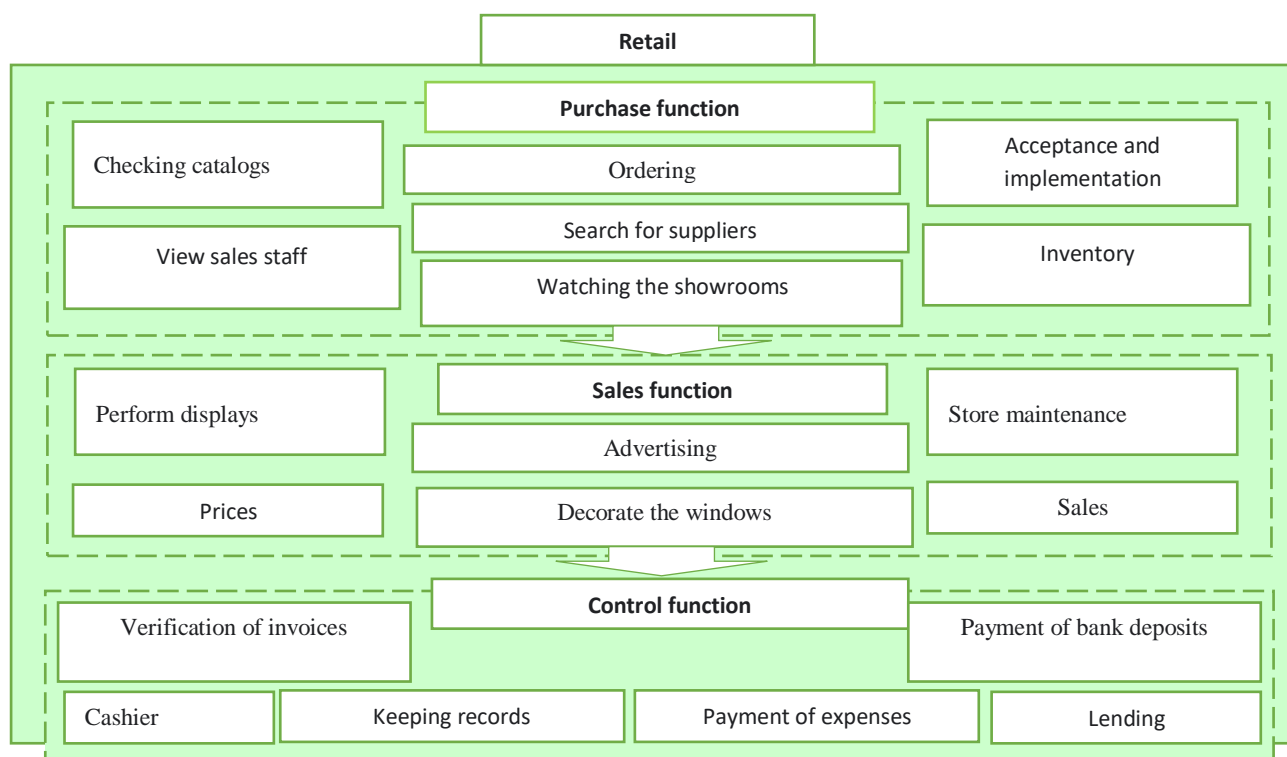 Retail
Purchase function
Checking catalogs
Ordering
Acceptance and
implementation
View sales staff
Search for suppliers
Inventory
Watching the showrooms
Sales function
Perform displays
Store maintenance
Advertising
Prices
Decorate the windows
Sales
Control function
Verification of invoices
Payment of bank deposits
Cashier
Keeping records
Payment of expenses
Lending